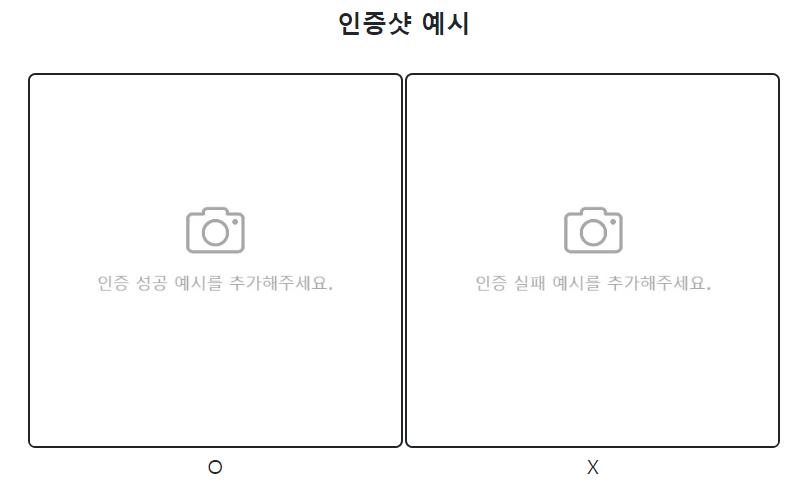 인증샷 예시
인증 성공 예시를 추가해주세요.
인증 실패 예시를 추가해주세요.
O
X